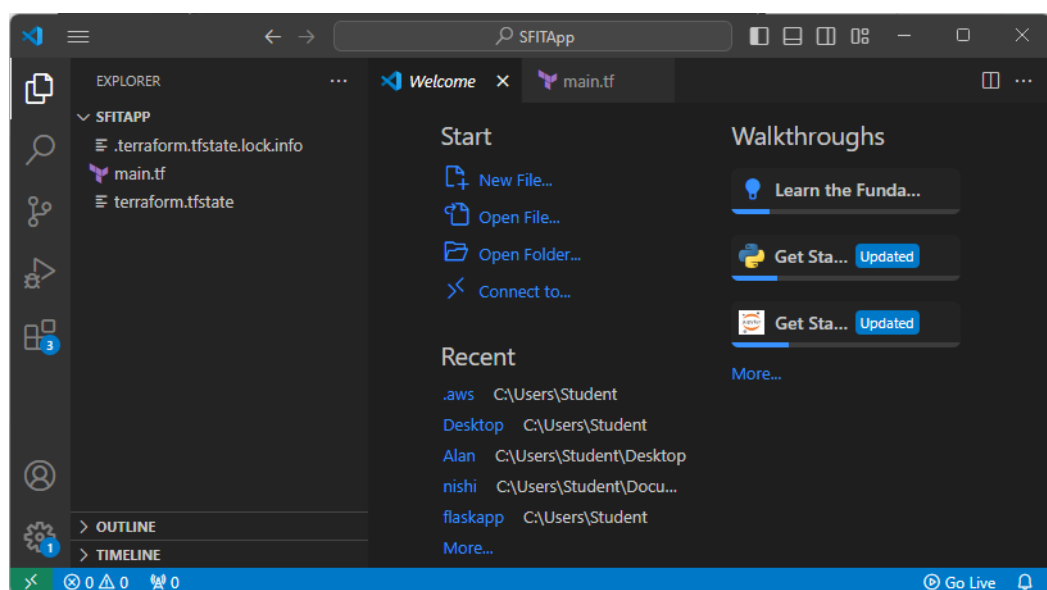 SFITApp
EXPLORER
SFITAPP
.terraform.tfstate.lock.info
main.tf
terraform.tfstate
OUTLINE
TIMELINE
Welcome
main.tf
Start
New File...
Open File...
Open Folder...
Connect to...
Recent
.aws C:\Users\Student
Desktop C:\Users\Student
Alan C:\Users\Student\Desktop
nishi C:\Users\Student\Docu...
flaskapp C:\Users\Student
More...
Walkthroughs
Learn the Funda...
Get Sta... Updated
Get Sta... Updated
More...
3
1
0 0 0
Go Live